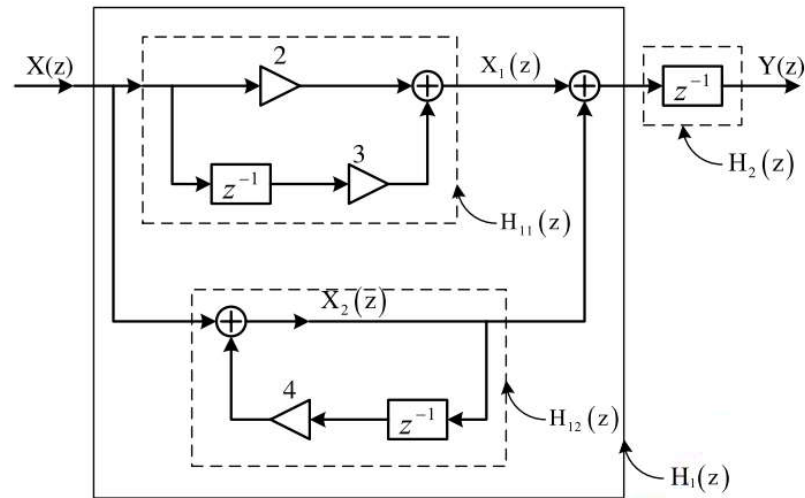 X(z)
2
X₁(z)
Y(z)
z⁻¹
3
z⁻¹
H₂(z)
H₁₁(z)
X₂(z)
4
z⁻¹
H₁₂(z)
H₁(z)